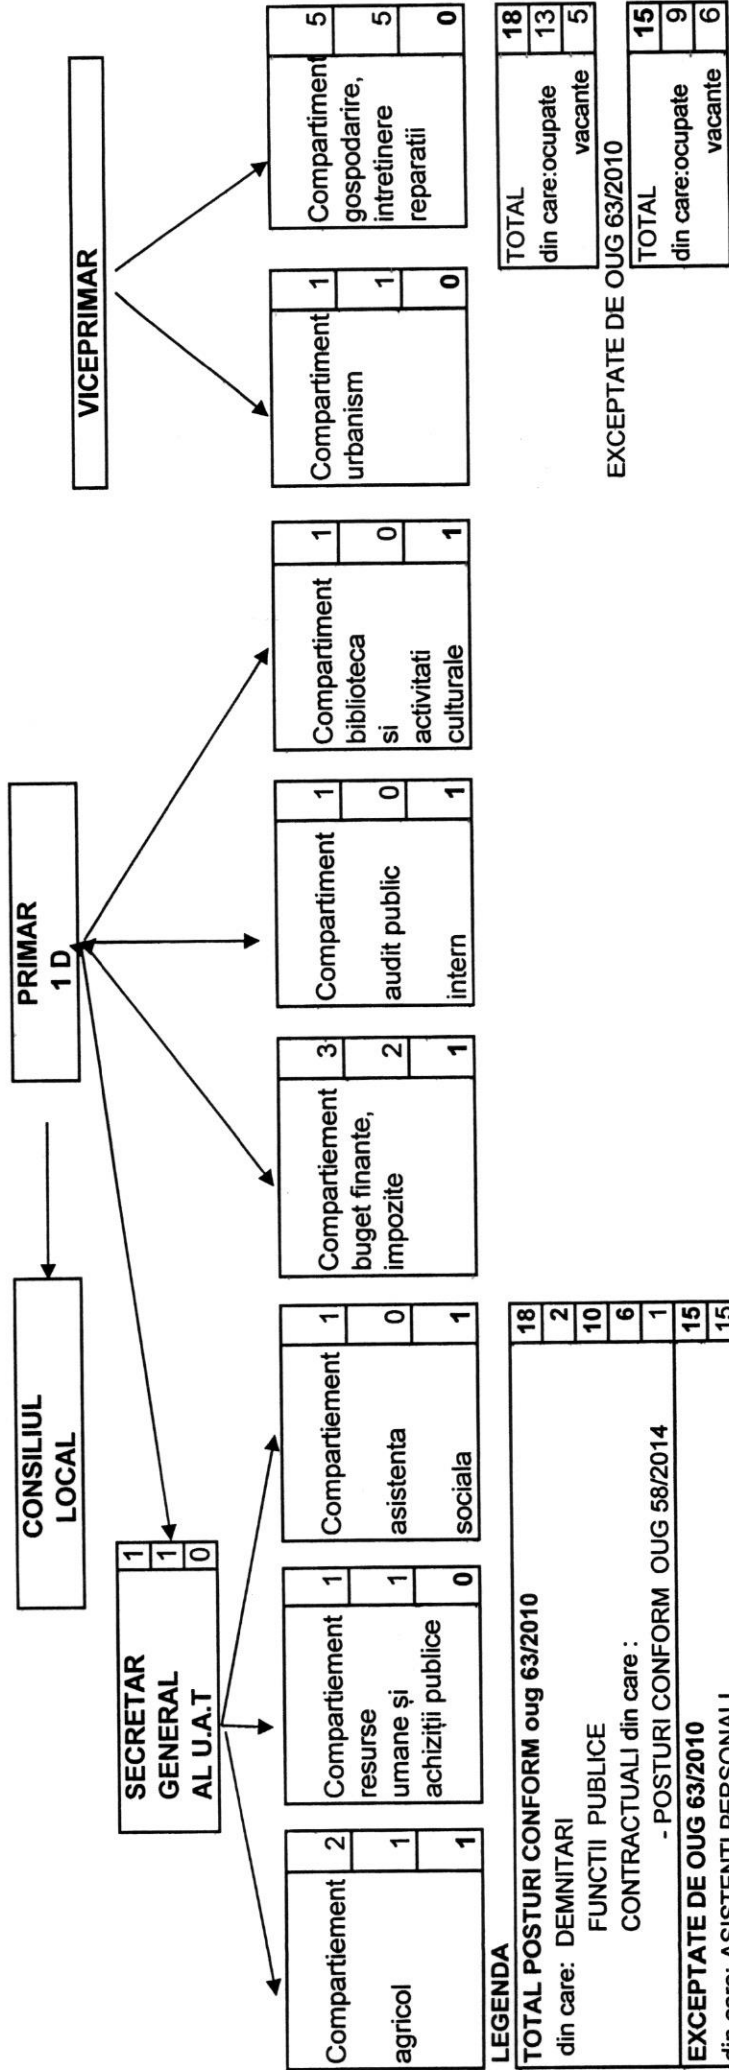 CONSILIUL
LOCAL
PRIMAR
1 D
VICEPRIMAR
SECRETAR
GENERAL
AL U.A.T
1
1
0
Compartiement
agricol
2
1
1
Compartiement
resurse
umane și
achiziții publice
1
1
0
Compartiement
asistenta
sociala
1
0
1
Compartiement
buget finante,
impozite
3
2
1
Compartiment
audit public
intern
1
0
1
Compartiment
biblioteca
si
activitati
culturale
1
0
1
Compartiment
urbanism
1
1
0
Compartiment
gospodarire,
intretinere
reparatii
5
5
0
LEGENDA
TOTAL POSTURI CONFORM oug 63/2010 18
din care: DEMNITARI 2
FUNCTII PUBLICE 10
CONTRACTUALI din care : 6
- POSTURI CONFORM OUG 58/2014 1
EXCEPTATE DE OUG 63/2010 15
din care: ASISTENTI PERSONALI 15
TOTAL 18
din care:ocupate 13
vacante 5
EXCEPTATE DE OUG 63/2010
TOTAL 15
din care:ocupate 9
vacante 6